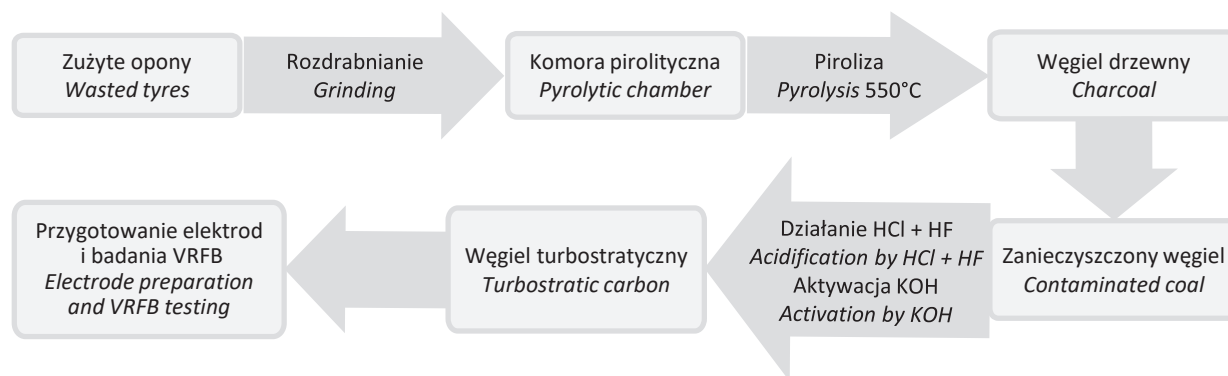 Zużyte opony
Wasted tyres
Rozdrabnianie
Grinding
Komora pirolityczna
Pyrolytic chamber
Piroliza
Pyrolysis 550°C
Węgiel drzewny
Charcoal
Przygotowanie elektrod
i badania VRFB
Electrode preparation
and VRFB testing
Węgiel turbostratyczny
Turbostratic carbon
Działanie HCl + HF
Acidification by HCl + HF
Aktywacja KOH
Activation by KOH
Zanieczyszczony węgiel
Contaminated coal